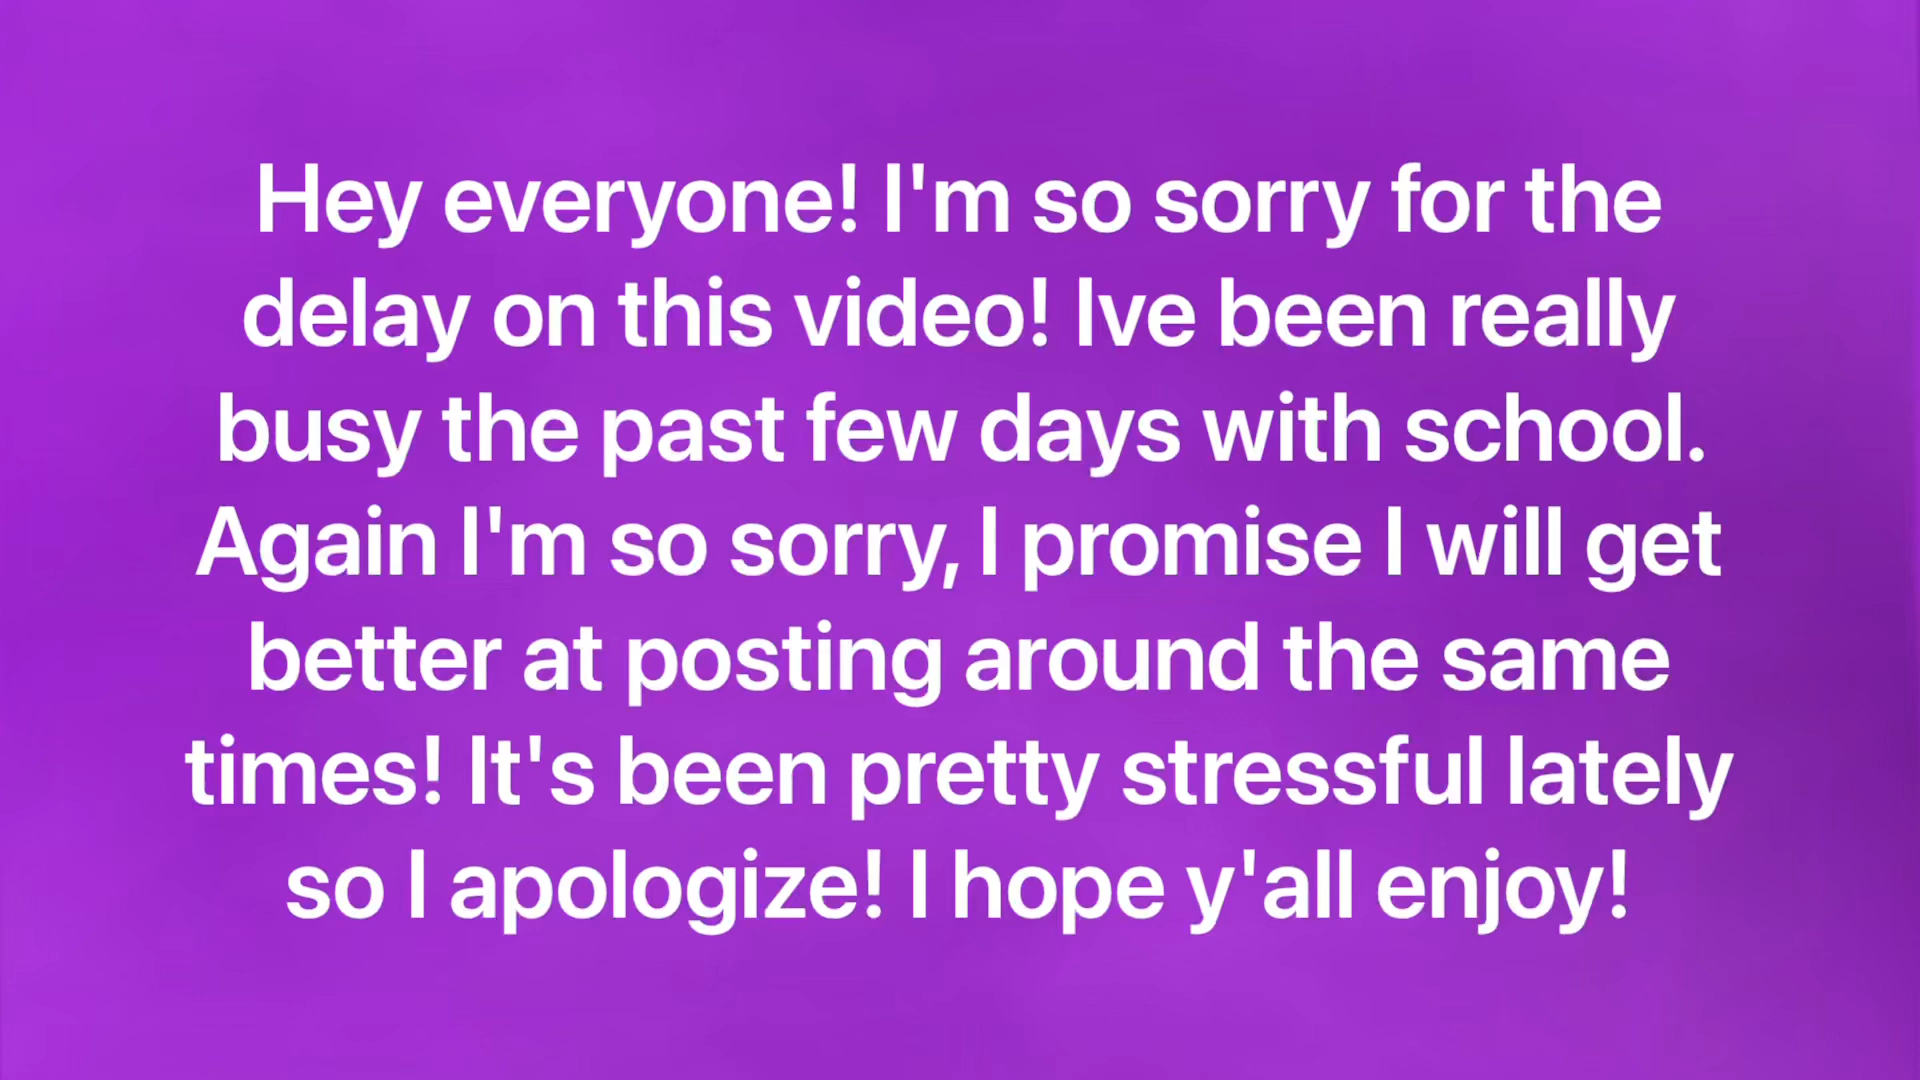 Hey everyone! I'm so sorry for the
delay on this video! Ive been really
busy the past few days with school.
Again I'm so sorry, I promise I will get
better at posting around the same
times! It's been pretty stressful lately
so I apologize! I hope y'all enjoy!